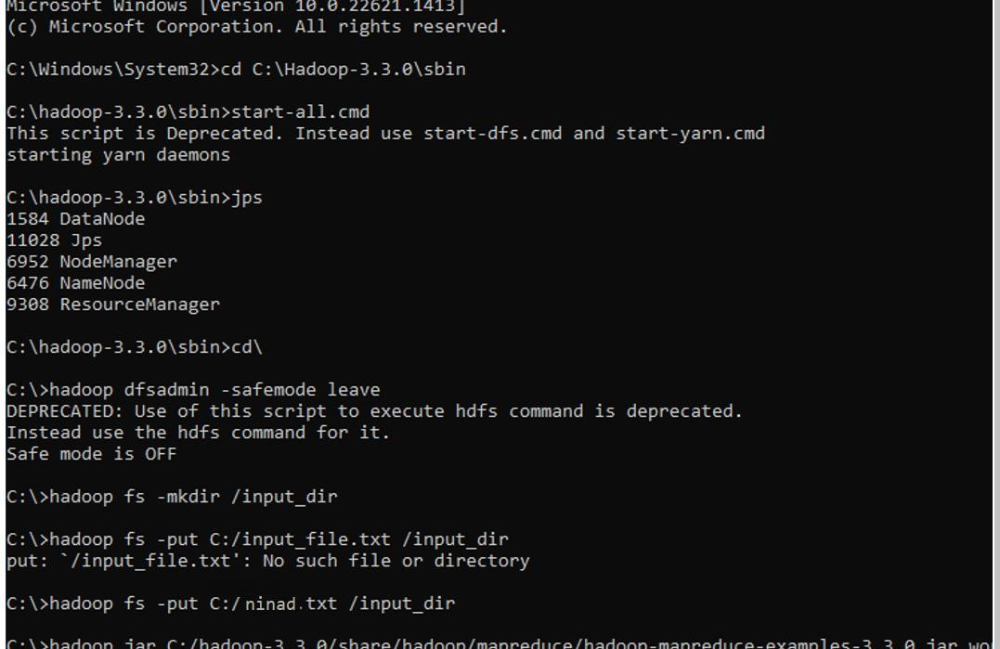 Microsoft Windows [Version 10.0.22621.1413]
(c) Microsoft Corporation. All rights reserved.
C:\Windows\System32>cd C:\Hadoop-3.3.0\sbin
C:\hadoop-3.3.0\sbin>start-all.cmd
This script is Deprecated. Instead use start-dfs.cmd and start-yarn.cmd
starting yarn daemons
C:\hadoop-3.3.0\sbin>jps
1584 DataNode
11028 Jps
6952 NodeManager
6476 NameNode
9308 ResourceManager
C:\hadoop-3.3.0\sbin>cd\
C:\>hadoop dfsadmin -safemode leave
DEPRECATED: Use of this script to execute hdfs command is deprecated.
Instead use the hdfs command for it.
Safe mode is OFF
C:\>hadoop fs -mkdir /input_dir
C:\>hadoop fs -put C:/input_file.txt /input_dir
put: `/input_file.txt': No such file or directory
C:\>hadoop fs -put C:/ninad.txt /input_dir
C:\>hadoop jar C:/hadoop-3.3.0/share/hadoop/mapreduce/hadoop-mapreduce-examples-3.3.0.jar wo